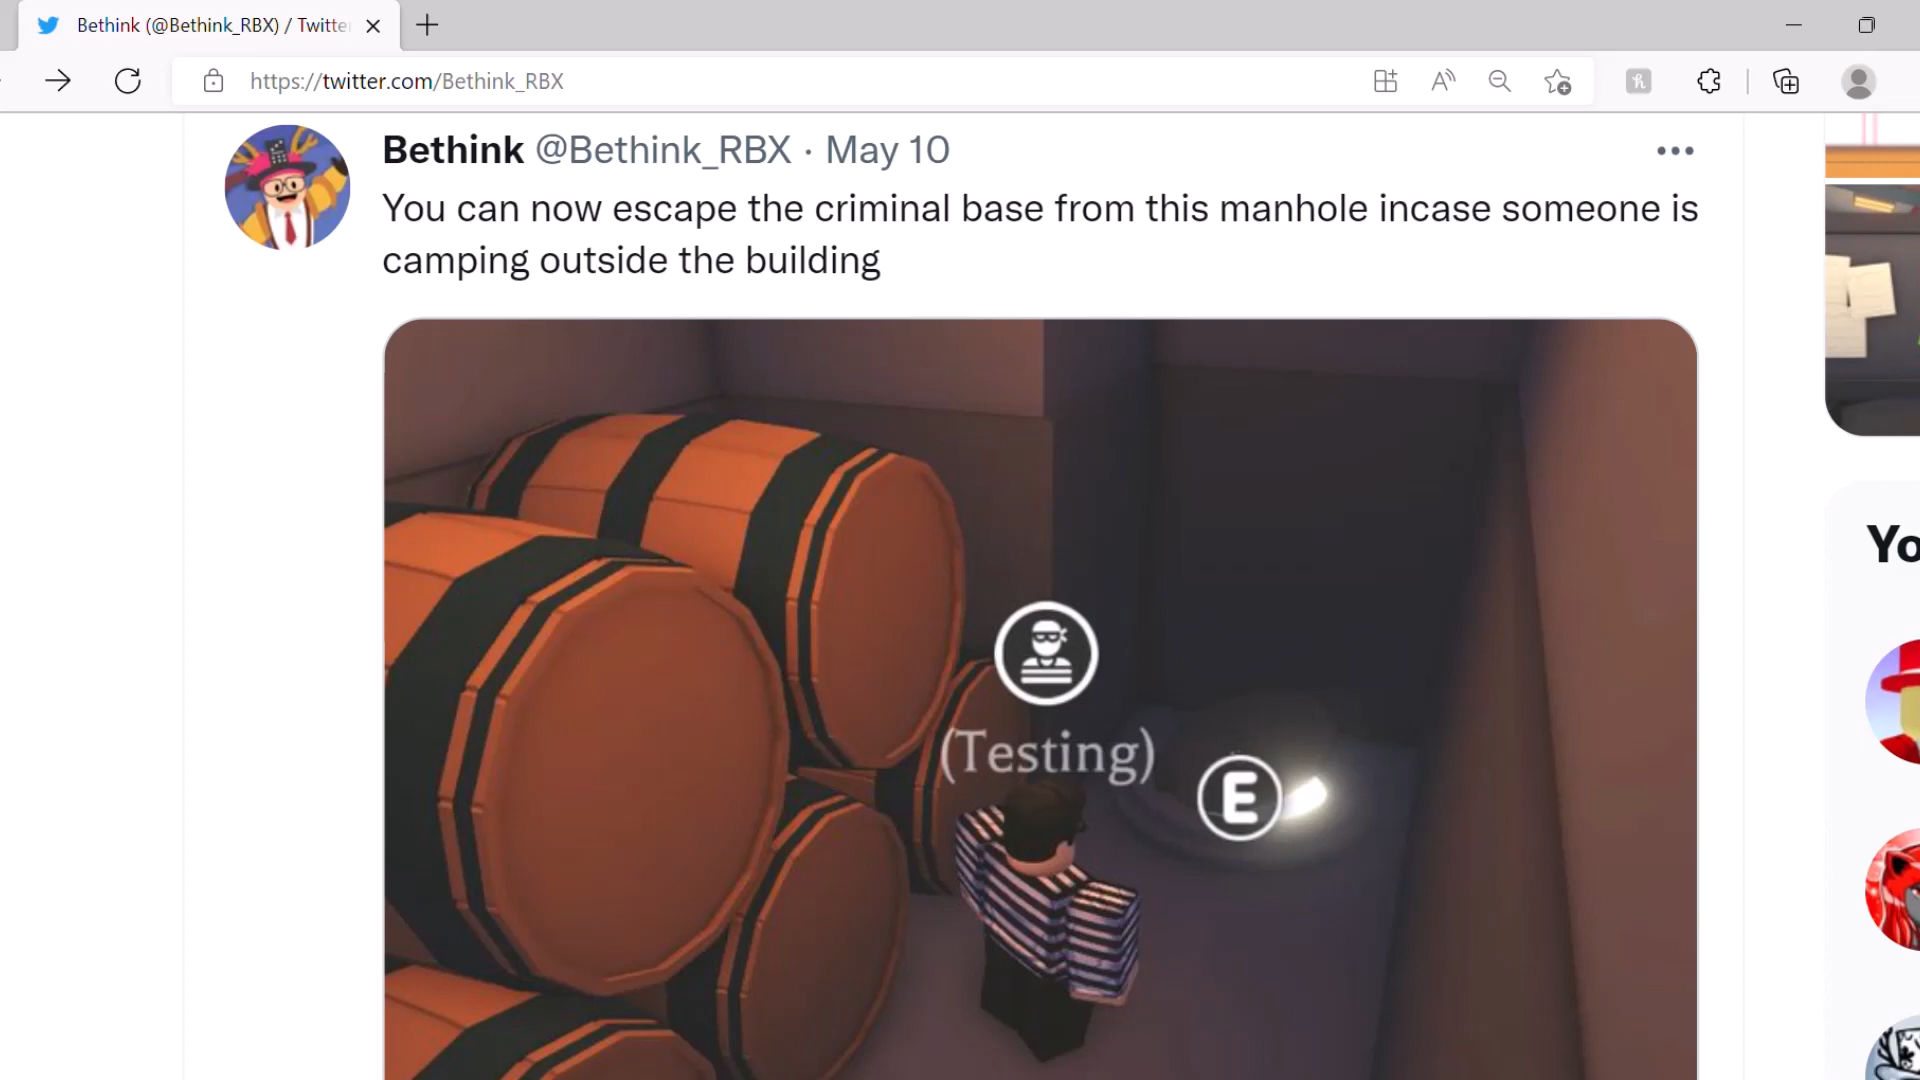 Bethink (@Bethink_RBX) / Twitte
https://twitter.com/Bethink_RBX
Bethink @Bethink_RBX · May 10
You can now escape the criminal base from this manhole incase someone is
camping outside the building
Yo
(Testing)
E